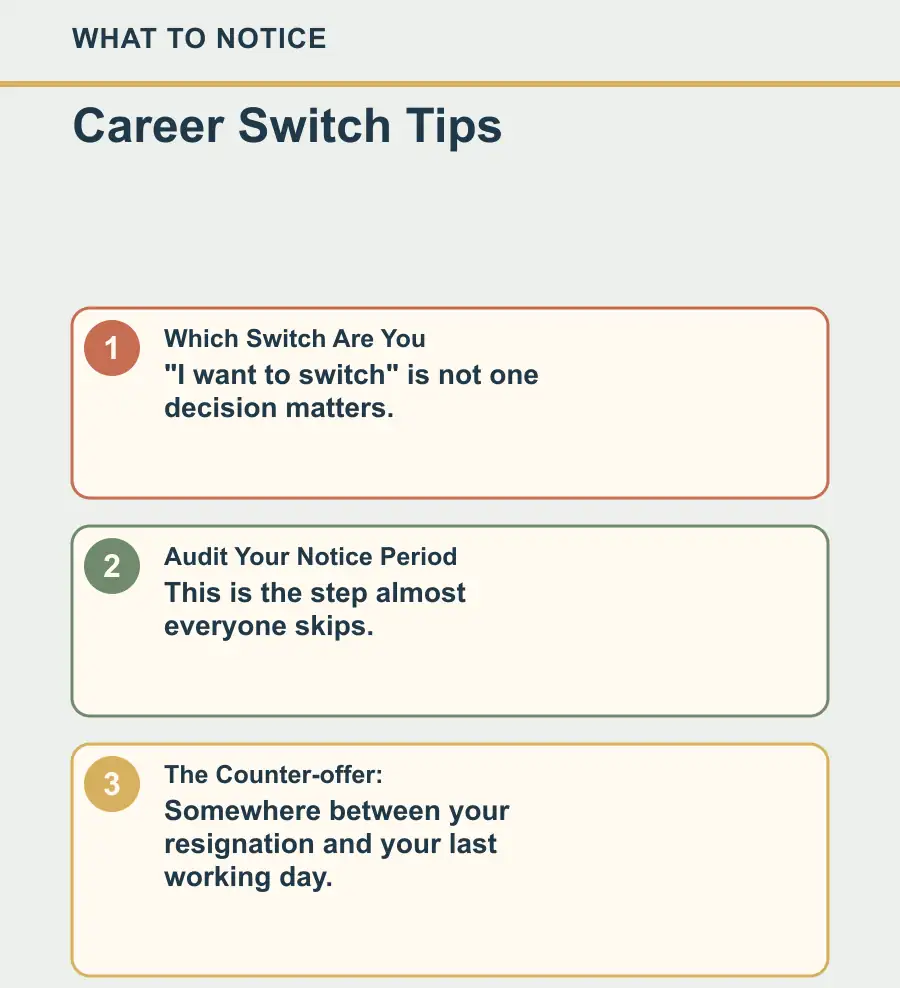 WHAT TO NOTICE
Career Switch Tips
1
Which Switch Are You
"I want to switch" is not one
decision matters.
2
Audit Your Notice Period
This is the step almost
everyone skips.
3
The Counter-offer:
Somewhere between your
resignation and your last
working day.